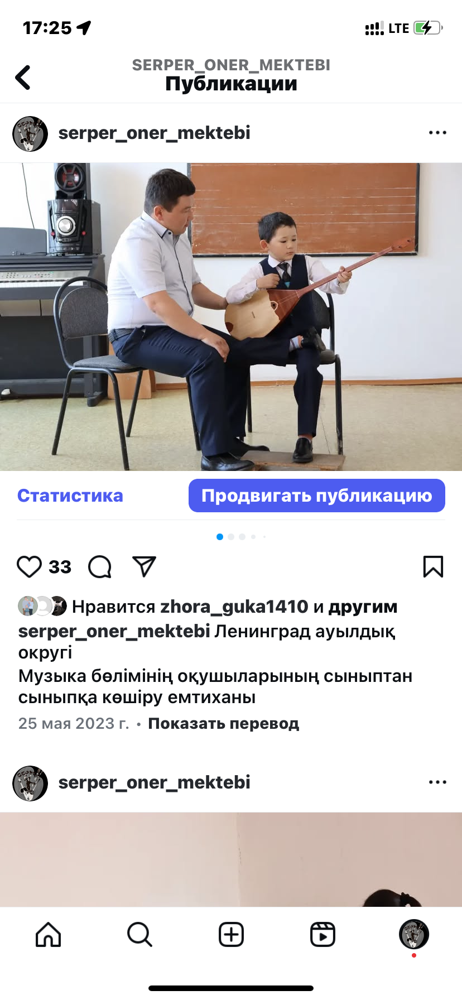 17:25
LTE
SERPER_ONER_MEKTEBI
Публикации
serper_oner_mektebi
Статистика
Продвигать публикацию
33
Нравится zhora_guka1410 и другим
serper_oner_mektebi Ленинград ауылдық
округі
Музыка бөлімінің оқушыларының сыныптан
сыныпқа көшіру емтиханы
25 мая 2023 г. • Показать перевод
serper_oner_mektebi